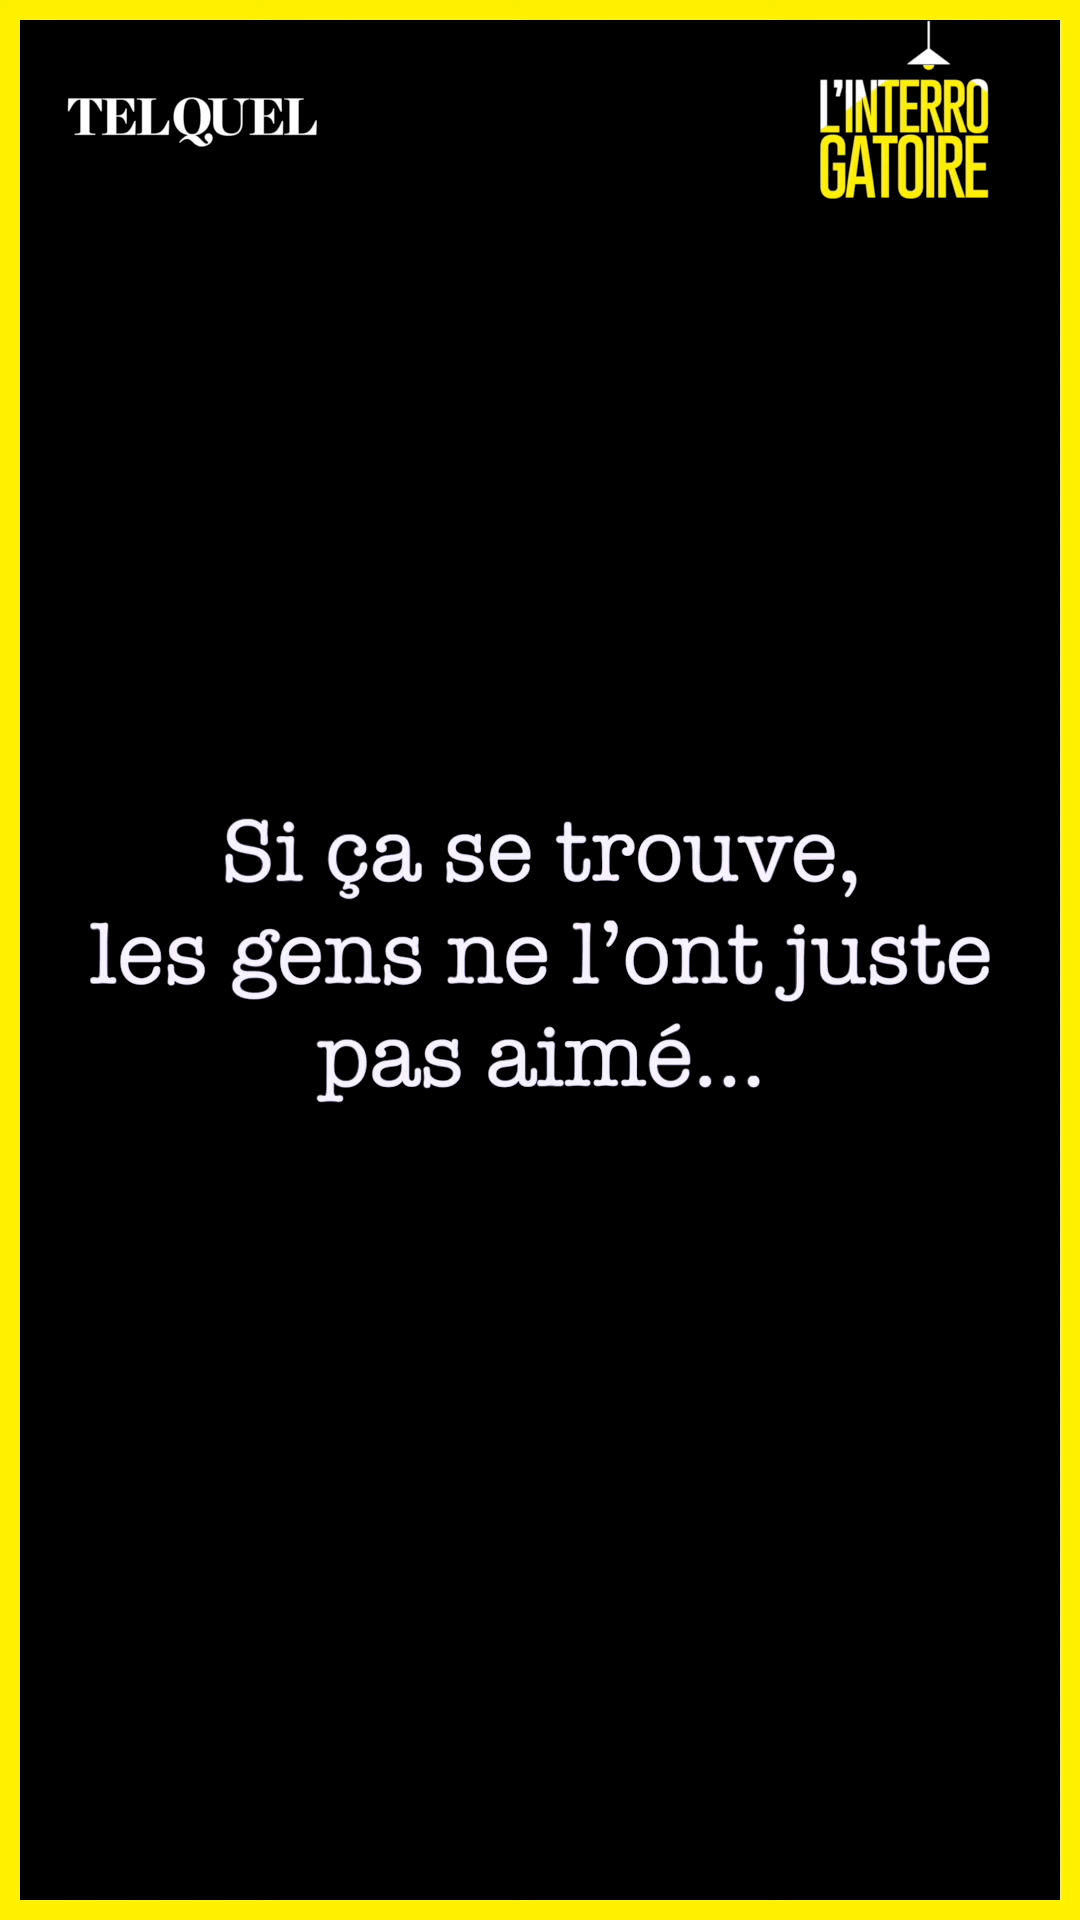 TELQUEL
L'INTERRO
GATOIRE
Si ça se trouve,
les gens ne l’ont juste
pas aimé...